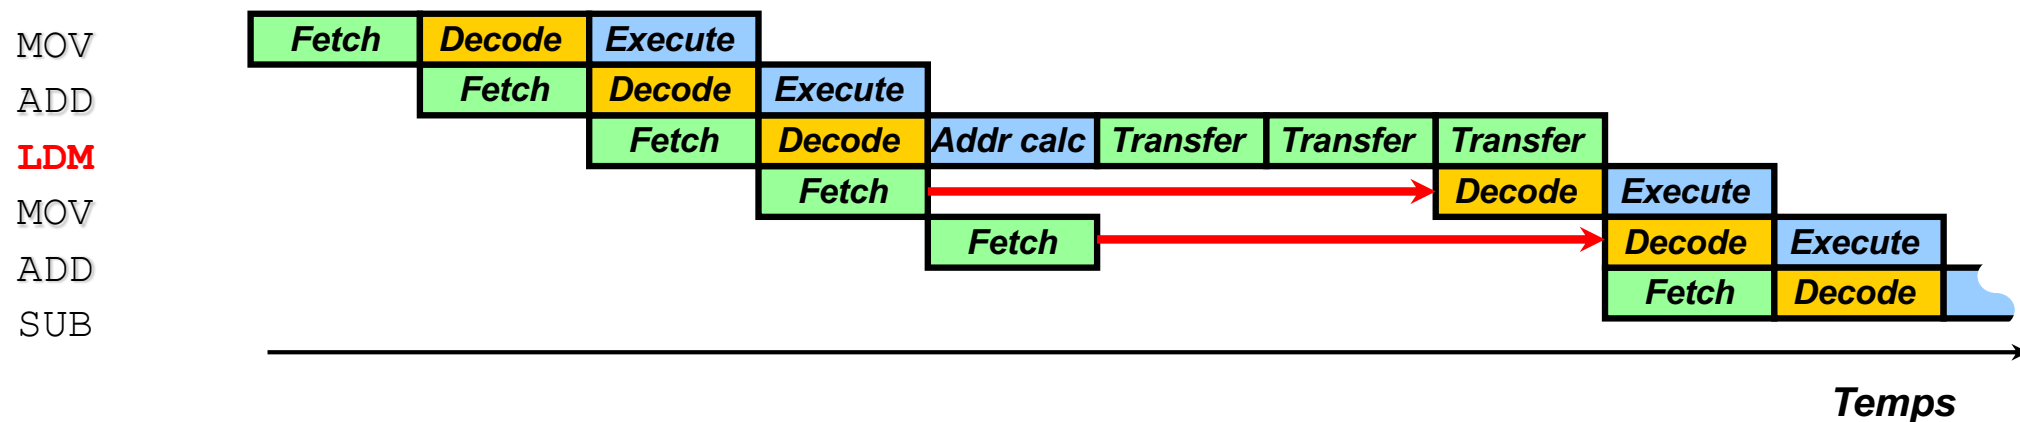 MOV Fetch Decode Execute
ADD Fetch Decode Execute
LDM Fetch Decode Addr calc Transfer Transfer Transfer
MOV Fetch Decode Execute
ADD Fetch Decode Execute
SUB Fetch Decode
Temps